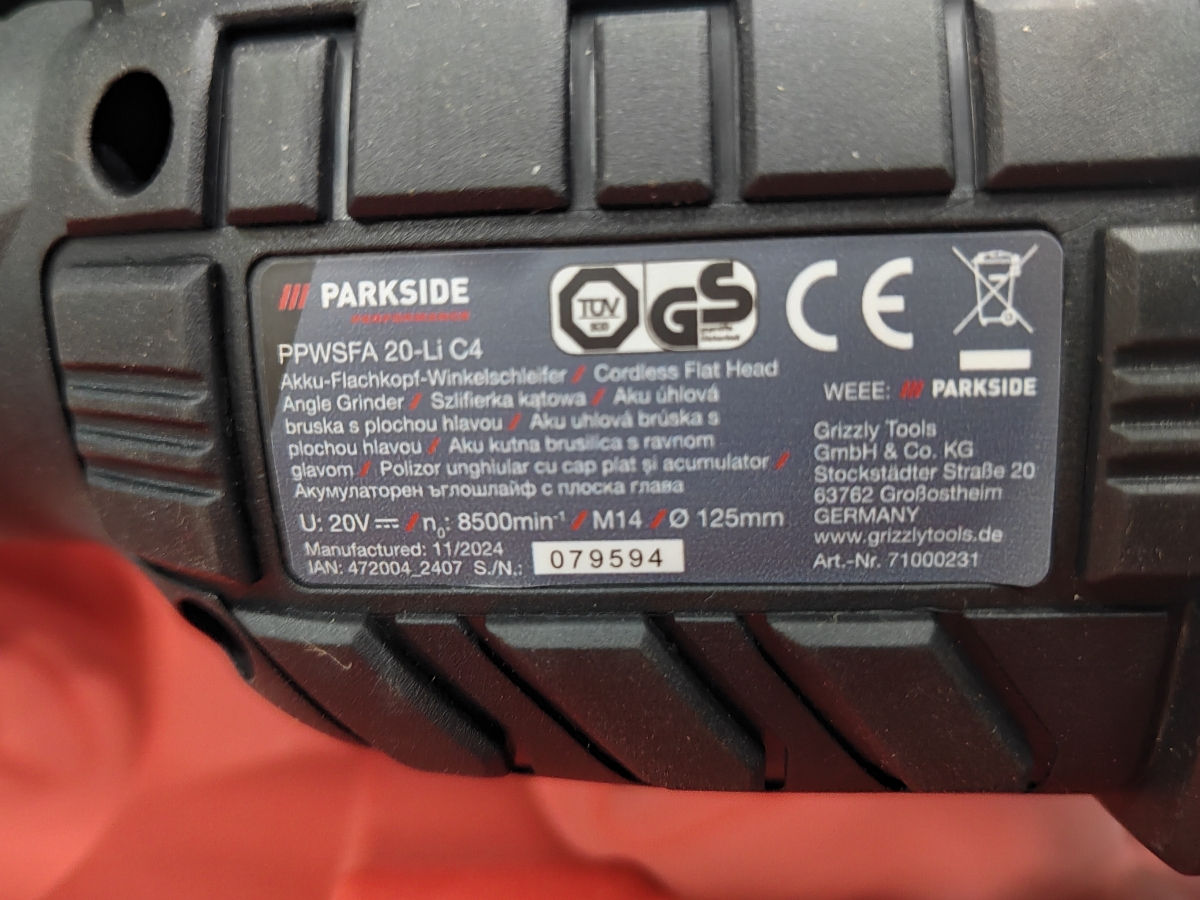 PARKSIDE
PPWSFA 20-Li C4
Akku-Flachkopf-Winkelschleifer / Cordless Flat Head
Angle Grinder / Szlifierka kątowa / Aku úhlová
bruska s plochou hlavou / Aku uhlová brúska s
plochou hlavou / Aku kutna brusilica s ravnom
glavom / Polizor unghiular cu cap plat și acumulator /
Акумулаторен ъглошлайф с плоска глава
U: 20V ⎓ / n₀: 8500min⁻¹ / M14 / Ø 125mm
Manufactured: 11/2024
IAN: 472004_2407 S./N.: 079594
TÜV
GS
geprüfte
Sicherheit
CE
WEEE: PARKSIDE
Grizzly Tools
GmbH & Co. KG
Stockstädter Straße 20
63762 Großostheim
GERMANY
www.grizzlytools.de
Art.-Nr. 71000231